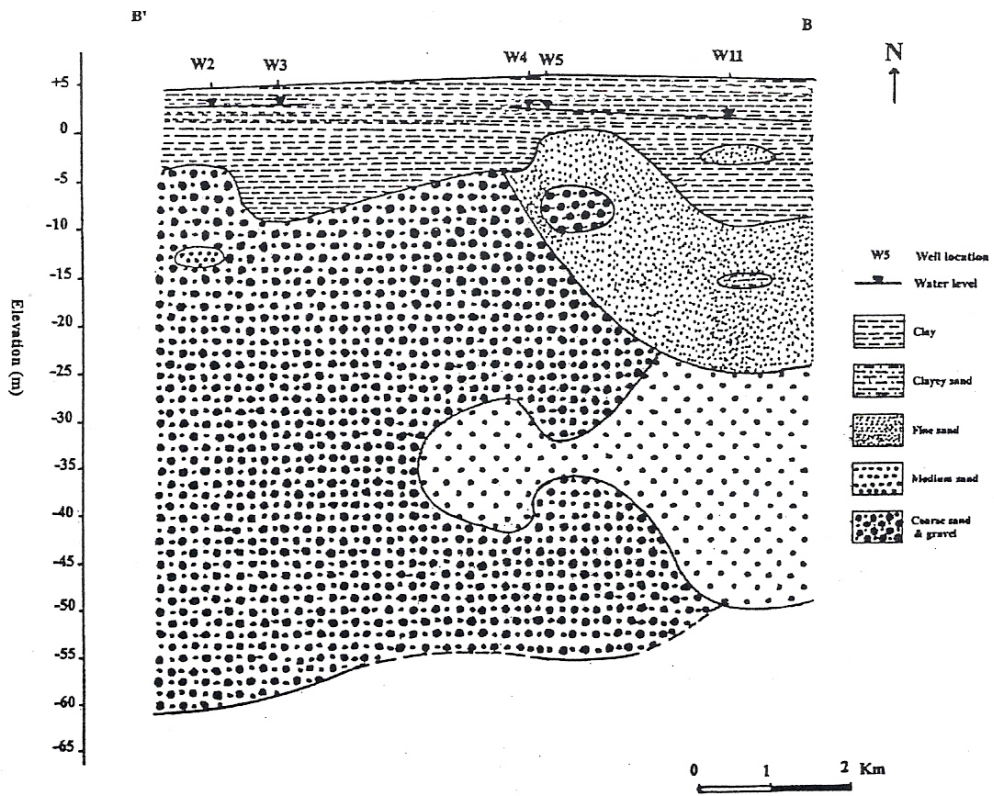 B' B
W2 W3 W4 W5 W11
N
+5
0
-5
-10
-15
-20
-25
-30
-35
-40
-45
-50
-55
-60
-65
Elevation (m)
W5 Well location
Water level
Clay
Clayey sand
Fine sand
Medium sand
Coarse sand
& gravel
0 1 2 Km